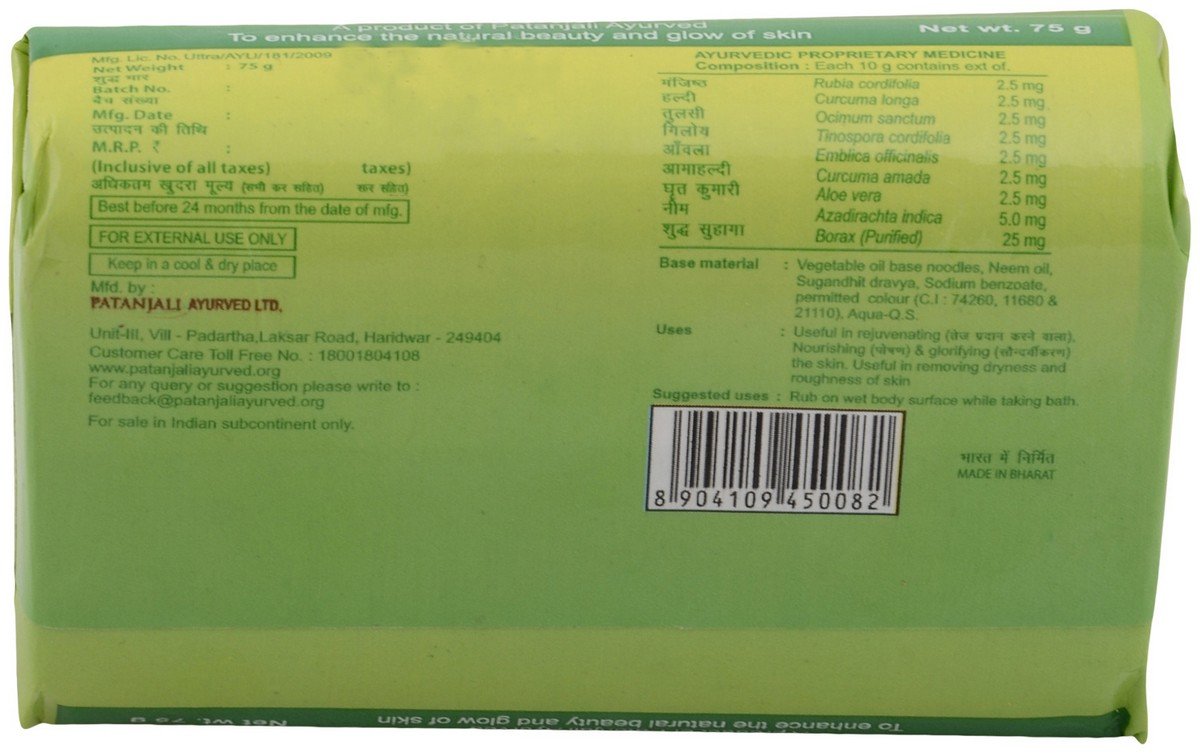 A product of Patanjali Ayurved
To enhance the natural beauty and glow of skin
Net wt. 75 g
Mfg. Lic. No. Uttra/AYU/181/2009
Net Weight : 75 g
शुद्ध भार
Batch No. :
बैच संख्या
Mfg. Date :
उत्पादन की तिथि
M.R.P. ₹ :
(Inclusive of all taxes) taxes)
अधिकतम खुदरा मूल्य (सभी कर सहित) कर सहित)
Best before 24 months from the date of mfg.
FOR EXTERNAL USE ONLY
Keep in a cool & dry place
Mfd. by :
PATANJALI AYURVED LTD.
Unit-III, Vill - Padartha,Laksar Road, Haridwar - 249404
Customer Care Toll Free No. : 18001804108
www.patanjaliayurved.org
For any query or suggestion please write to :
feedback@patanjaliayurved.org
For sale in Indian subcontinent only.
AYURVEDIC PROPRIETARY MEDICINE
Composition : Each 10 g contains ext of.
मंजिष्ठ Rubia cordifolia 2.5 mg
हल्दी Curcuma longa 2.5 mg
तुलसी Ocimum sanctum 2.5 mg
गिलोय Tinospora cordifolia 2.5 mg
आँवला Emblica officinalis 2.5 mg
आमाहल्दी Curcuma amada 2.5 mg
घृत कुमारी Aloe vera 2.5 mg
नीम Azadirachta indica 5.0 mg
शुद्ध सुहागा Borax (Purified) 25 mg
Base material : Vegetable oil base noodles, Neem oil,
Sugandhit dravya, Sodium benzoate,
permitted colour (C.I : 74260, 11680 &
21110), Aqua-Q.S.
Uses : Useful in rejuvenating (तेज प्रदान करने वाला),
Nourishing (पोषण) & glorifying (सौन्दर्यीकरण)
the skin. Useful in removing dryness and
roughness of skin
Suggested uses : Rub on wet body surface while taking bath.
8 904109 450082
भारत में निर्मित
MADE IN BHARAT
To enhance the natural beauty and glow of skin
Net wt. 75 g